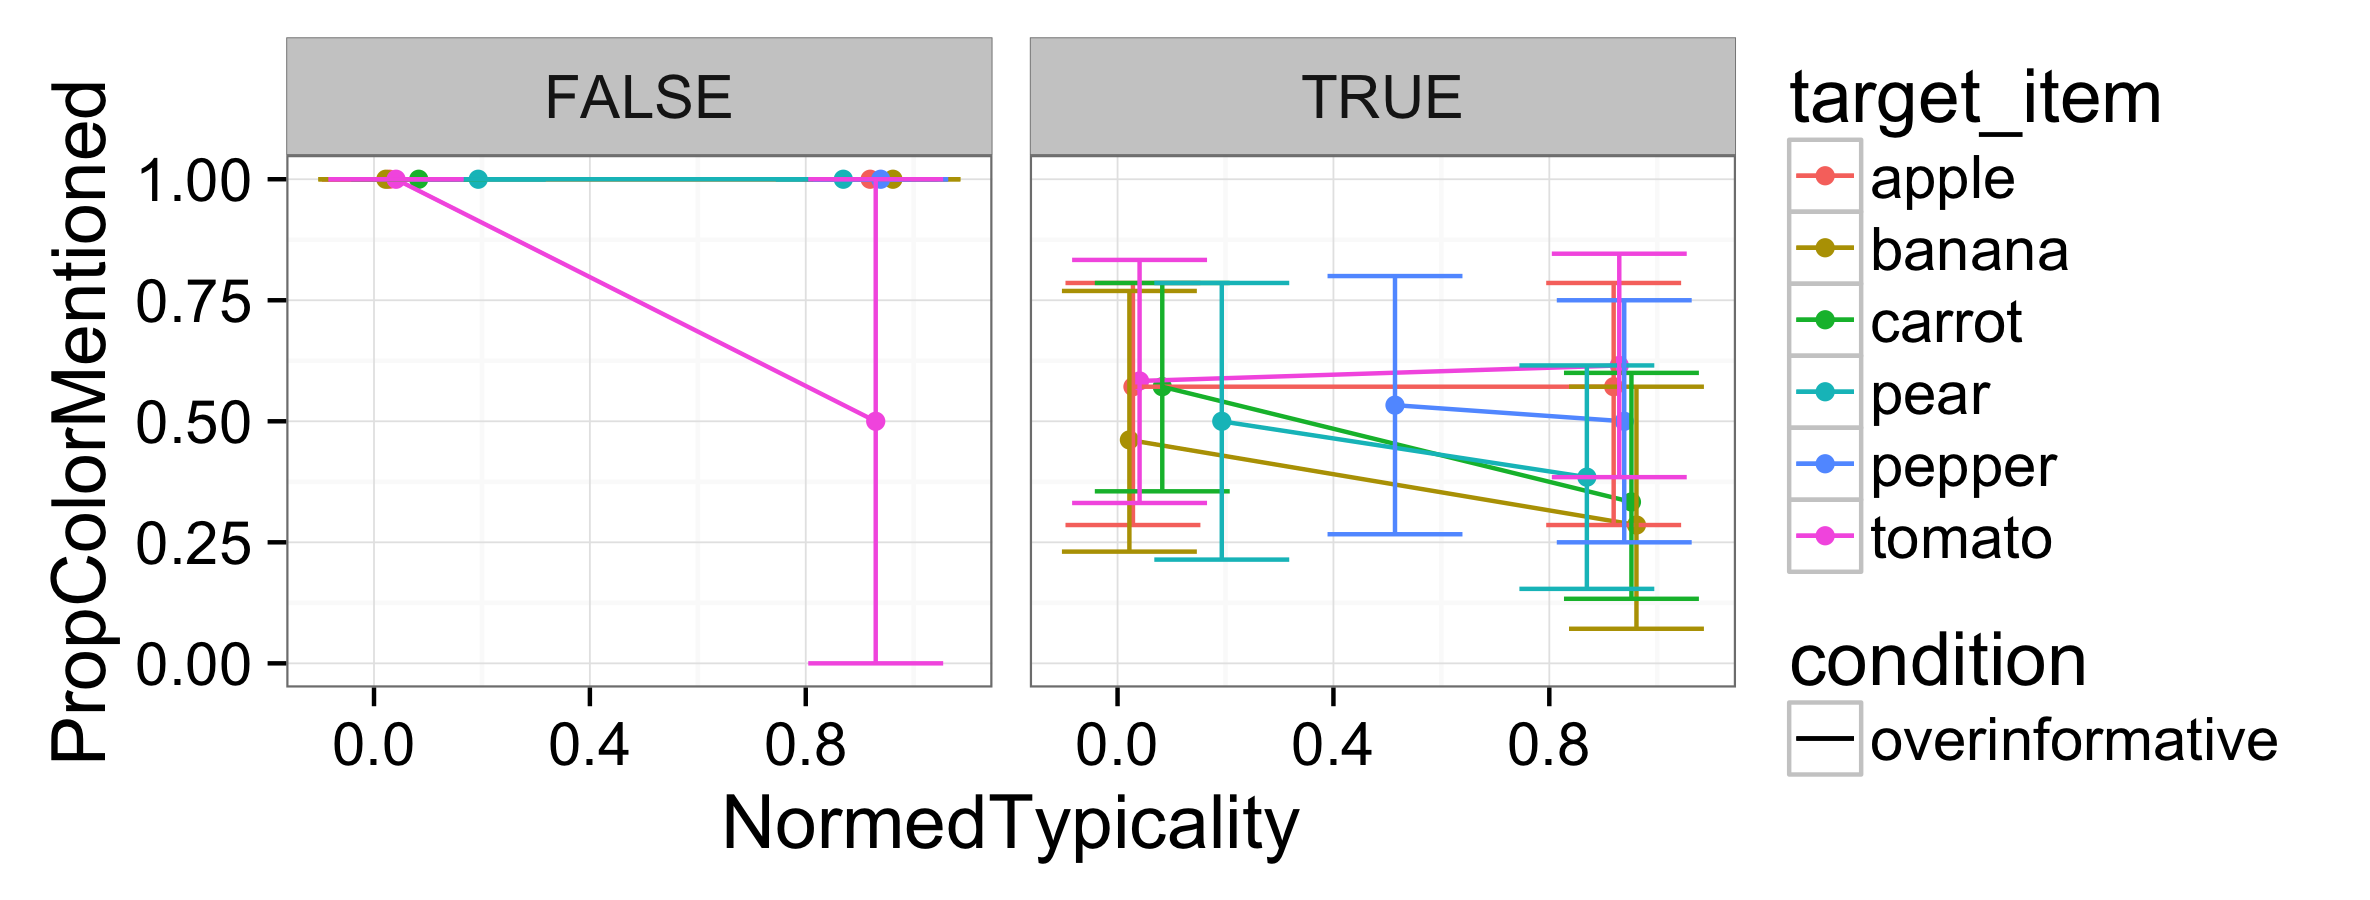 FALSE
TRUE
PropColorMentioned
1.00
0.75
0.50
0.25
0.00
0.0 0.4 0.8
0.0 0.4 0.8
NormedTypicality
target_item
apple
banana
carrot
pear
pepper
tomato
condition
overinformative